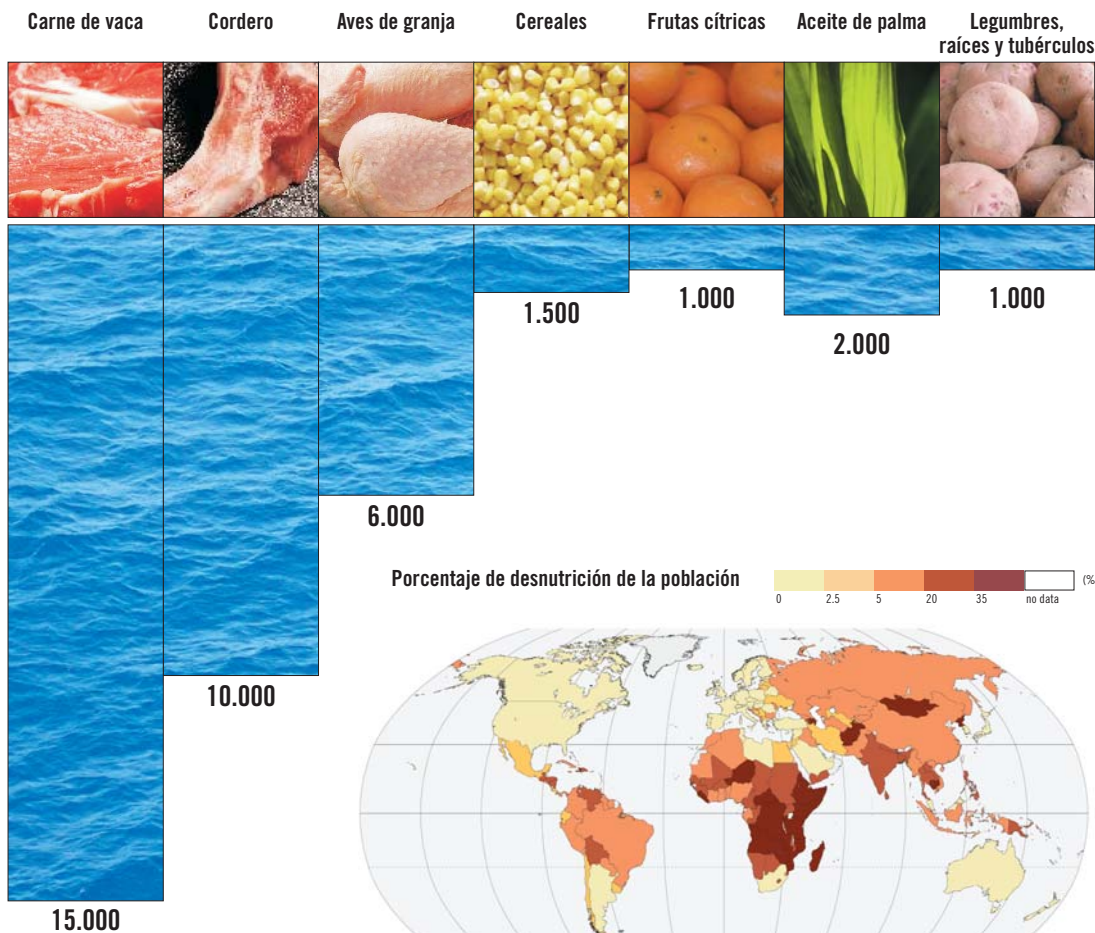 Carne de vaca
Cordero
Aves de granja
Cereales
Frutas cítricas
Aceite de palma
Legumbres,
raíces y tubérculos
1.500
1.000
2.000
1.000
6.000
10.000
15.000
Porcentaje de desnutrición de la población
0 2.5 5 20 35 no data (%